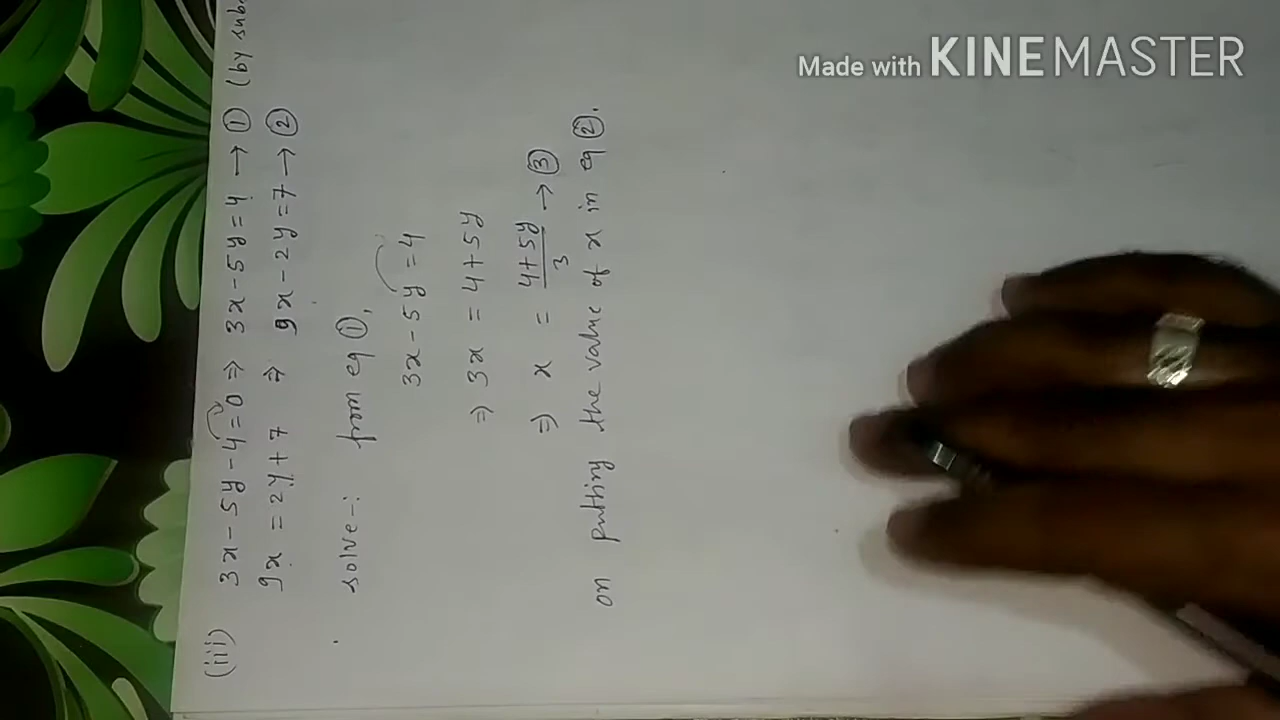 Made with KINEMASTER
(iii) 3x - 5y - 4 = 0 ⇒ 3x - 5y = 4 → ① (by
9x = 2y + 7 ⇒ 9x - 2y = 7 → ②
solve-: from eq ①,
3x - 5y = 4
⇒ 3x = 4 + 5y
⇒ x = (4 + 5y)/3 → ③
on putting the value of x in eq ②.